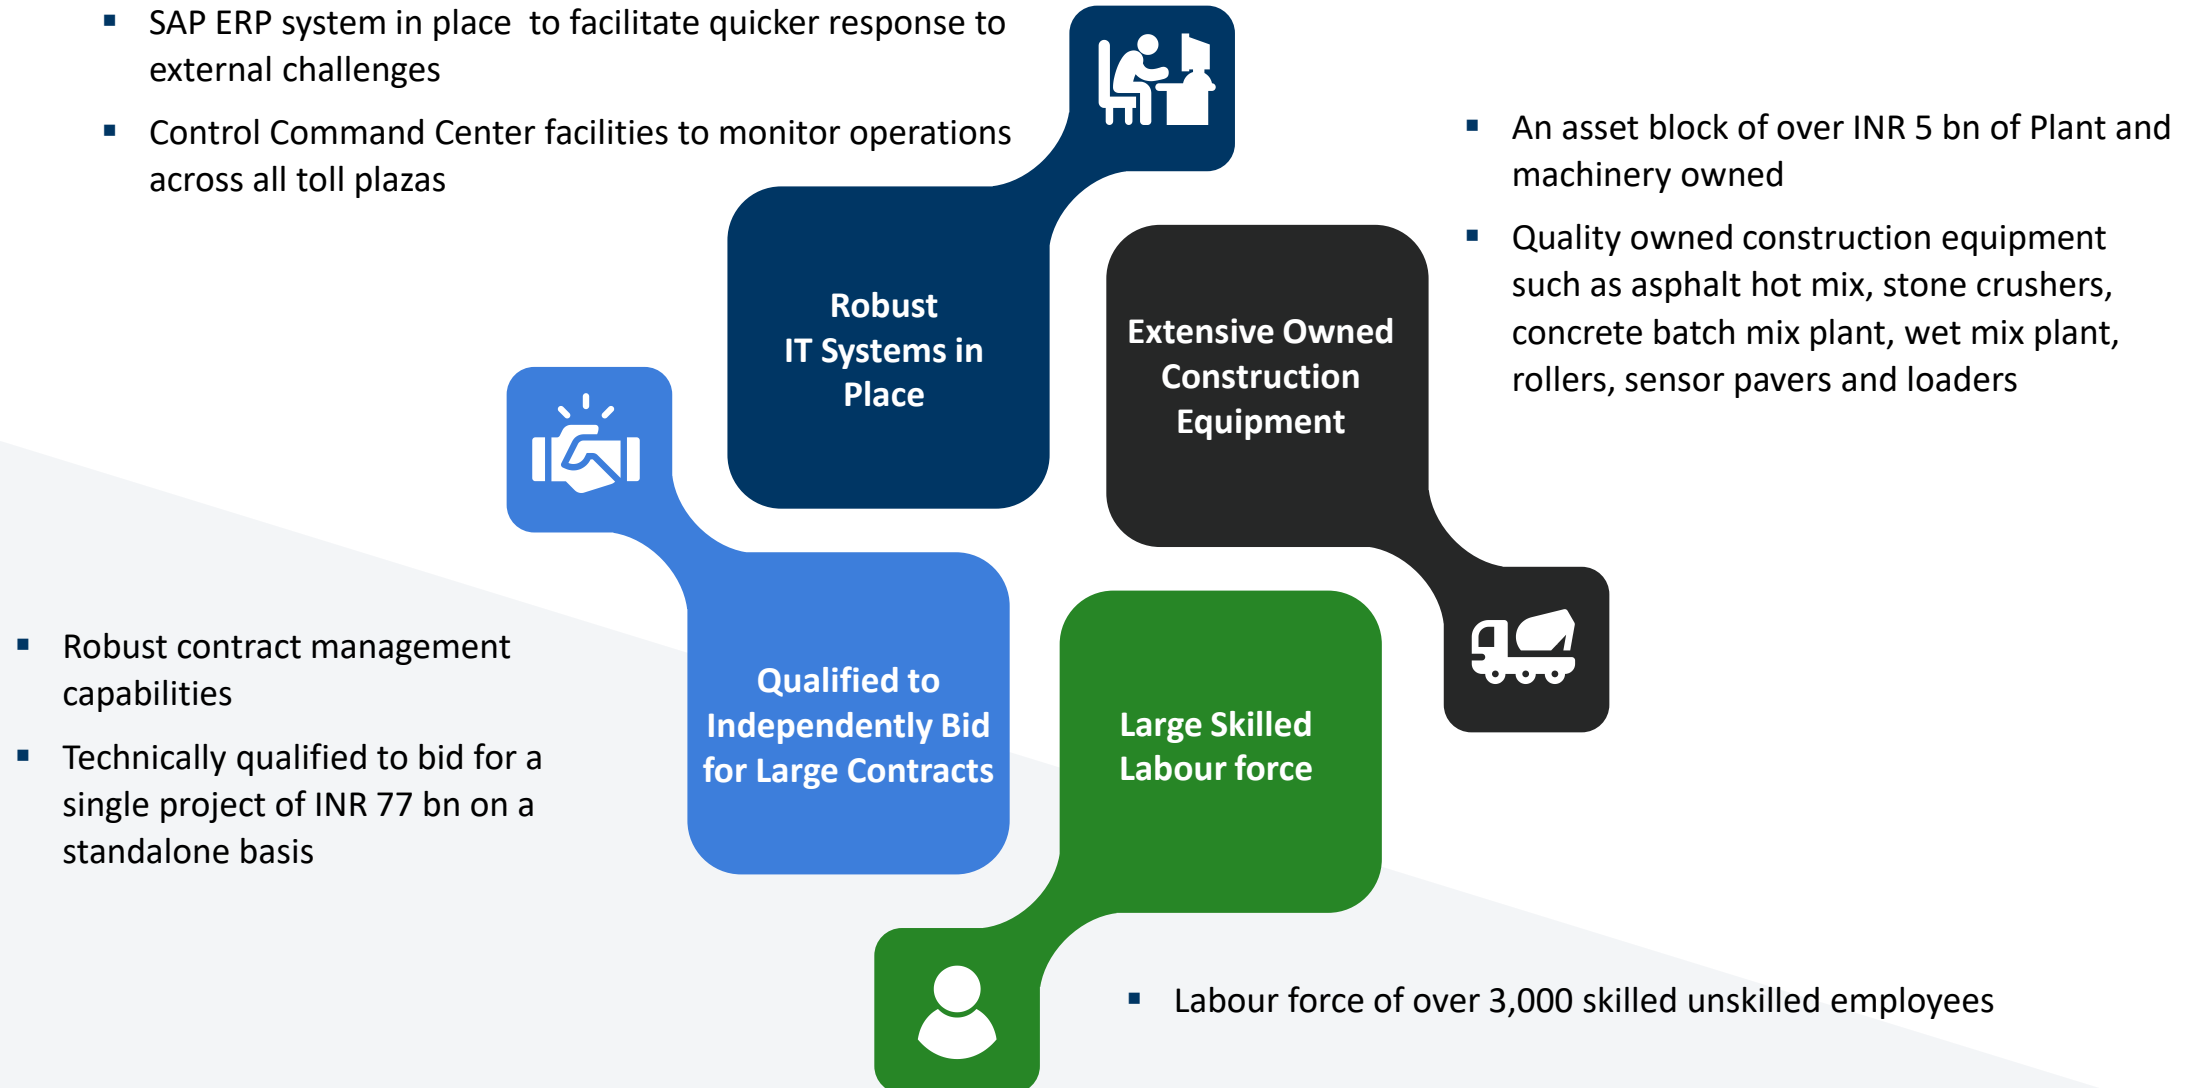 ▪ SAP ERP system in place  to facilitate quicker response to
external challenges
▪ Control Command Center facilities to monitor operations
across all toll plazas
▪ An asset block of over INR 5 bn of Plant and
machinery owned
▪ Quality owned construction equipment
such as asphalt hot mix, stone crushers,
concrete batch mix plant, wet mix plant,
rollers, sensor pavers and loaders
Robust
IT Systems in
Place
Extensive Owned
Construction
Equipment
▪ Robust contract management
capabilities
▪ Technically qualified to bid for a
single project of INR 77 bn on a
standalone basis
Qualified to
Independently Bid
for Large Contracts
Large Skilled
Labour force
▪ Labour force of over 3,000 skilled unskilled employees